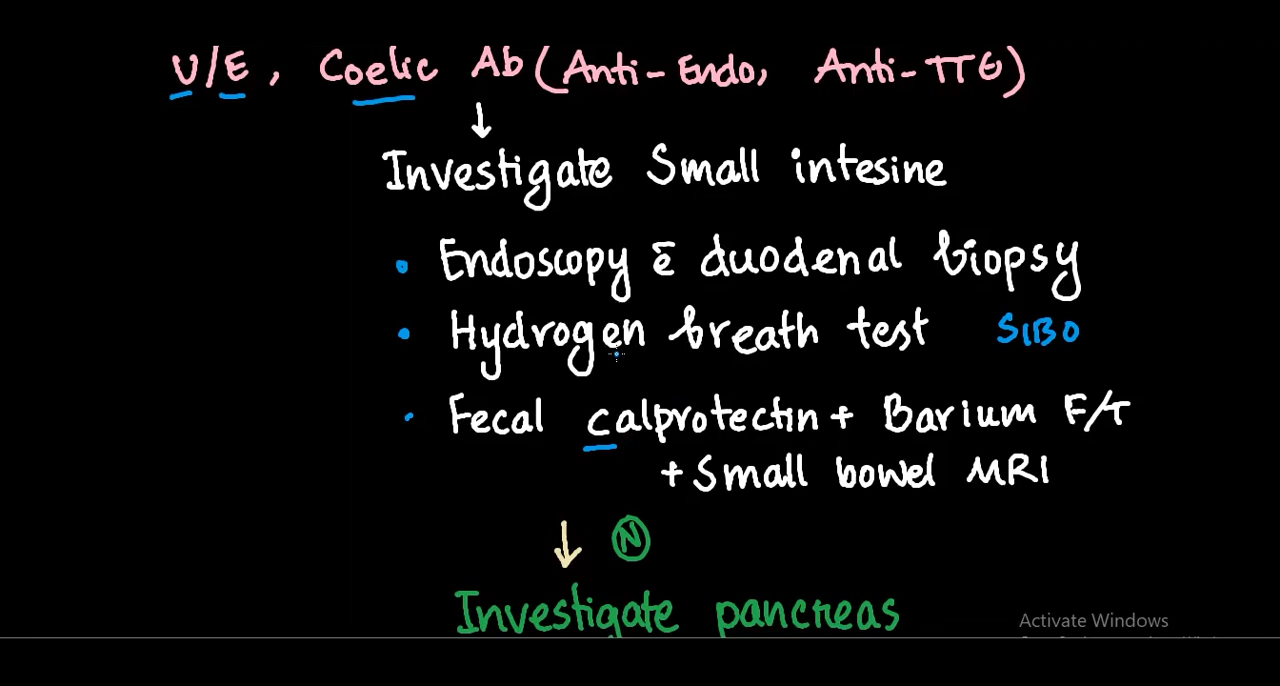 U/E, Coelic Ab (Anti-Endo, Anti-TTG)
↓
Investigate Small intesine
• Endoscopy c̄ duodenal biopsy
• Hydrogen breath test SIBO
• Fecal calprotectin + Barium F/T
+ Small bowel MRI
↓ N
Investigate pancreas
Activate Windows